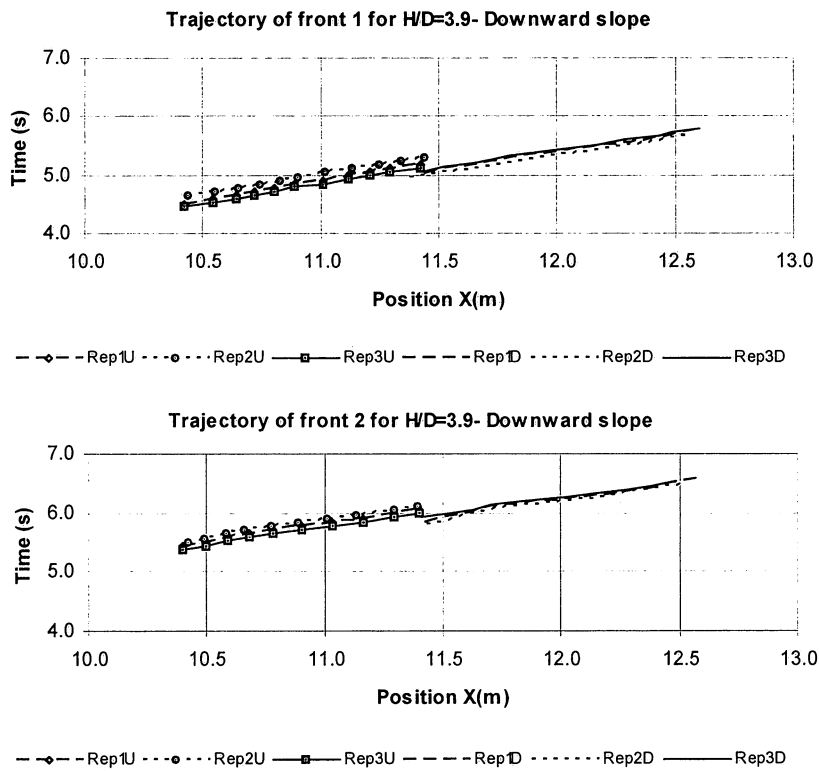 Trajectory of front 1 for H/D=3.9- Downward slope
7.0
6.0
5.0
4.0
Time (s)
10.0 10.5 11.0 11.5 12.0 12.5 13.0
Position X(m)
Rep1U Rep2U Rep3U Rep1D Rep2D Rep3D
Trajectory of front 2 for H/D=3.9- Downward slope
7.0
6.0
5.0
4.0
Time (s)
10.0 10.5 11.0 11.5 12.0 12.5 13.0
Position X(m)
Rep1U Rep2U Rep3U Rep1D Rep2D Rep3D